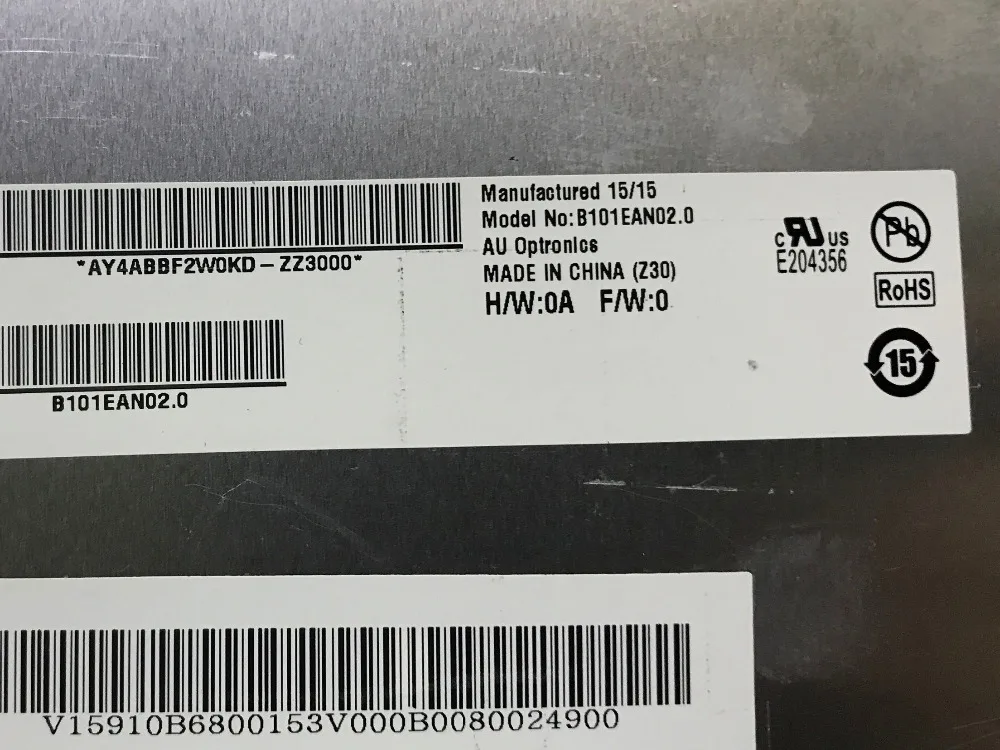 Manufactured 15/15
Model No:B101EAN02.0
AU Optronics
MADE IN CHINA (Z30)
H/W:0A F/W:0
*AY4ABBF2W0KD-ZZ3000*
B101EAN02.0
c RU US
E204356
Pb
RoHS
15
V15910B6800153V000B0080024900